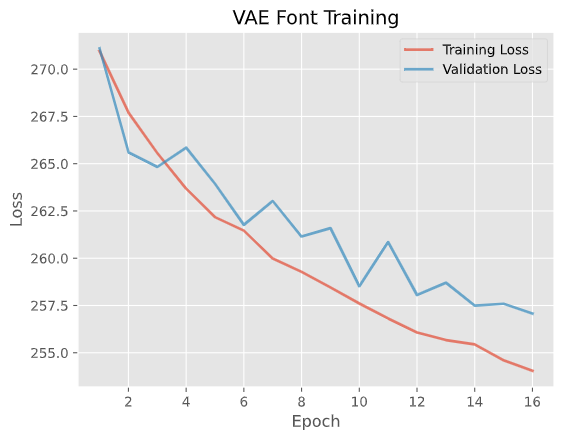 VAE Font Training
Training Loss
Validation Loss
270.0
267.5
265.0
262.5
260.0
257.5
255.0
Loss
2 4 6 8 10 12 14 16
Epoch